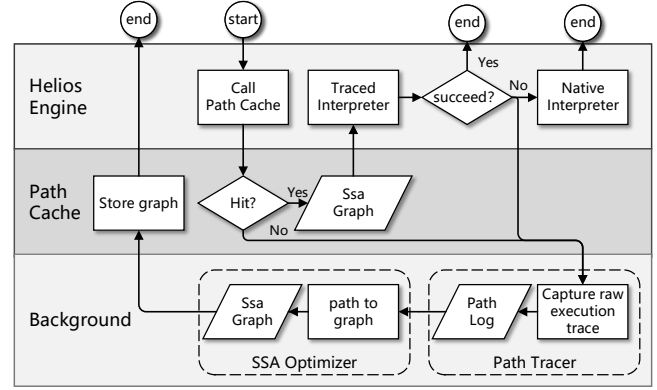 end
start
end
end
Helios
Engine
Call
Path Cache
Traced
Interpreter
succeed?
Yes
No
Native
Interpreter
Path
Cache
Store graph
Hit?
Yes
No
Ssa
Graph
Background
Ssa
Graph
path to
graph
SSA Optimizer
Path
Log
Capture raw
execution
trace
Path Tracer